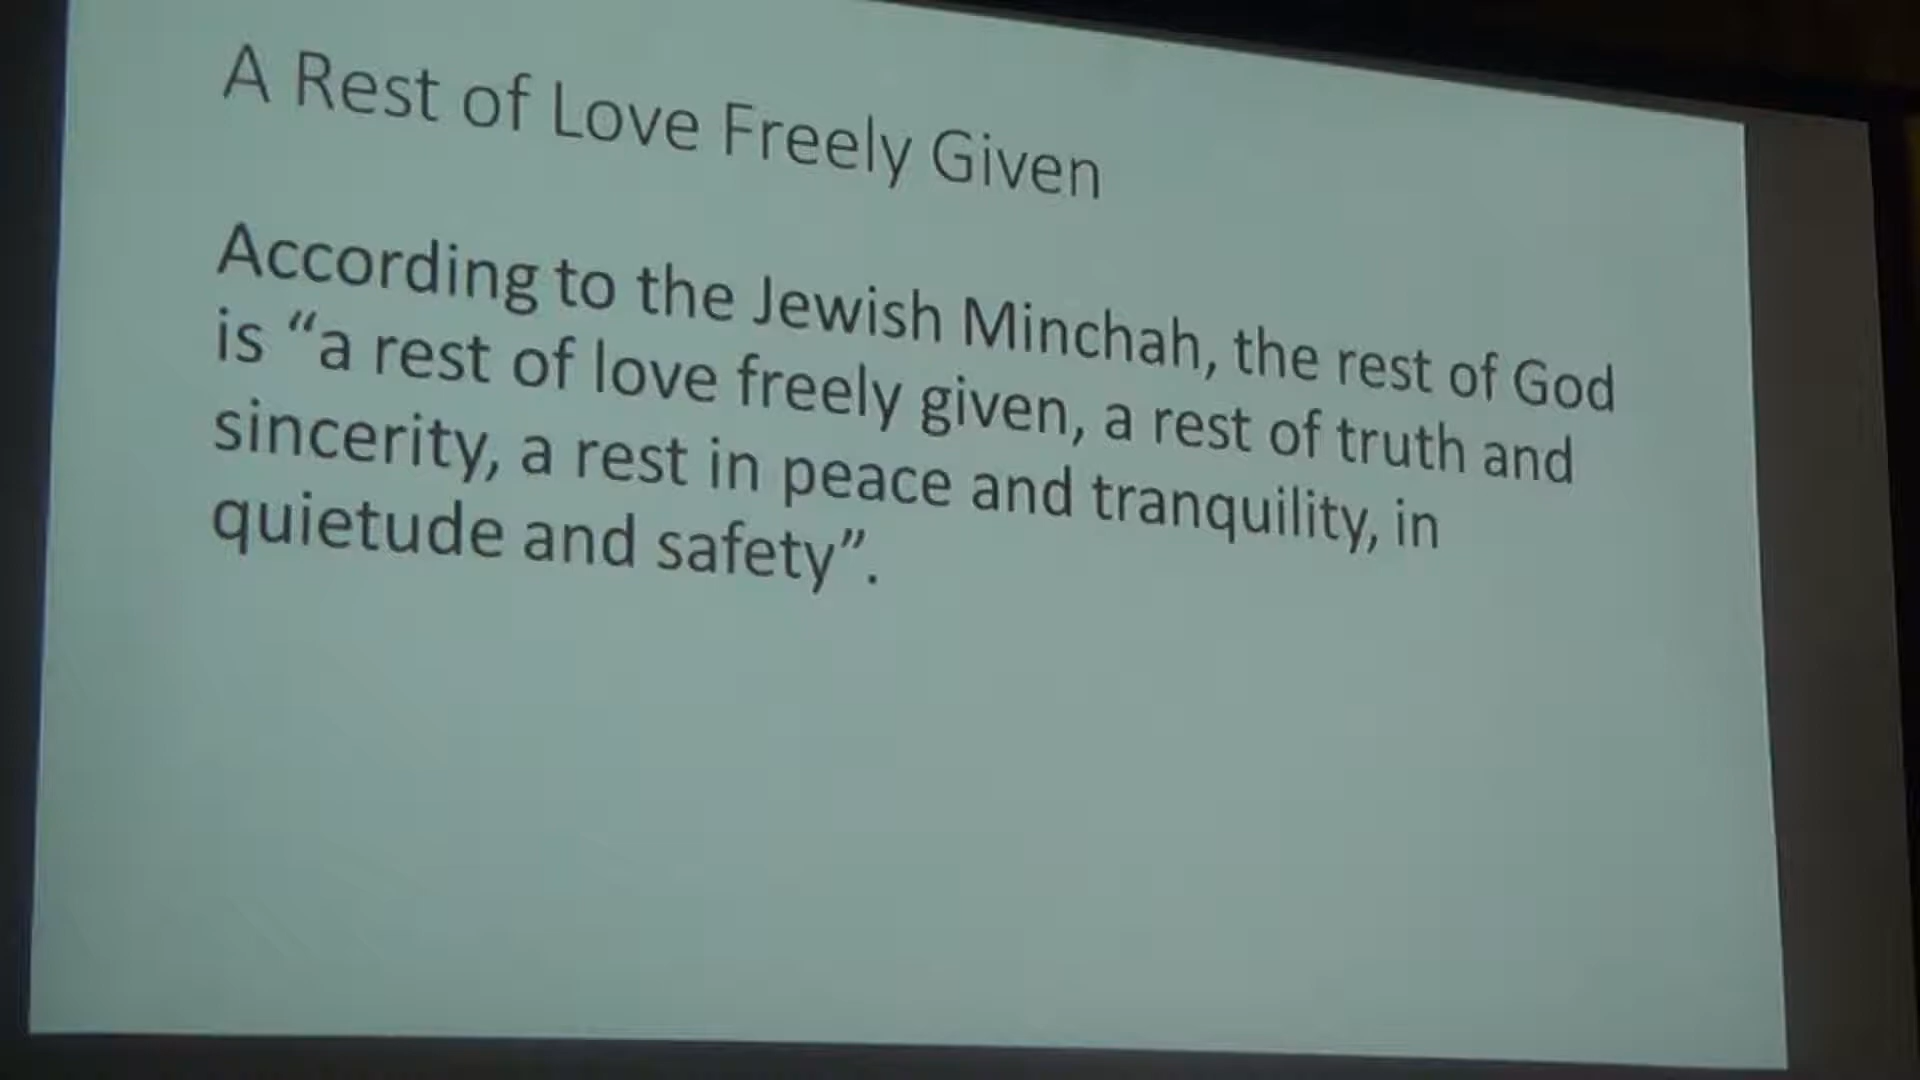 A Rest of Love Freely Given
According to the Jewish Minchah, the rest of God
is “a rest of love freely given, a rest of truth and
sincerity, a rest in peace and tranquility, in
quietude and safety”.